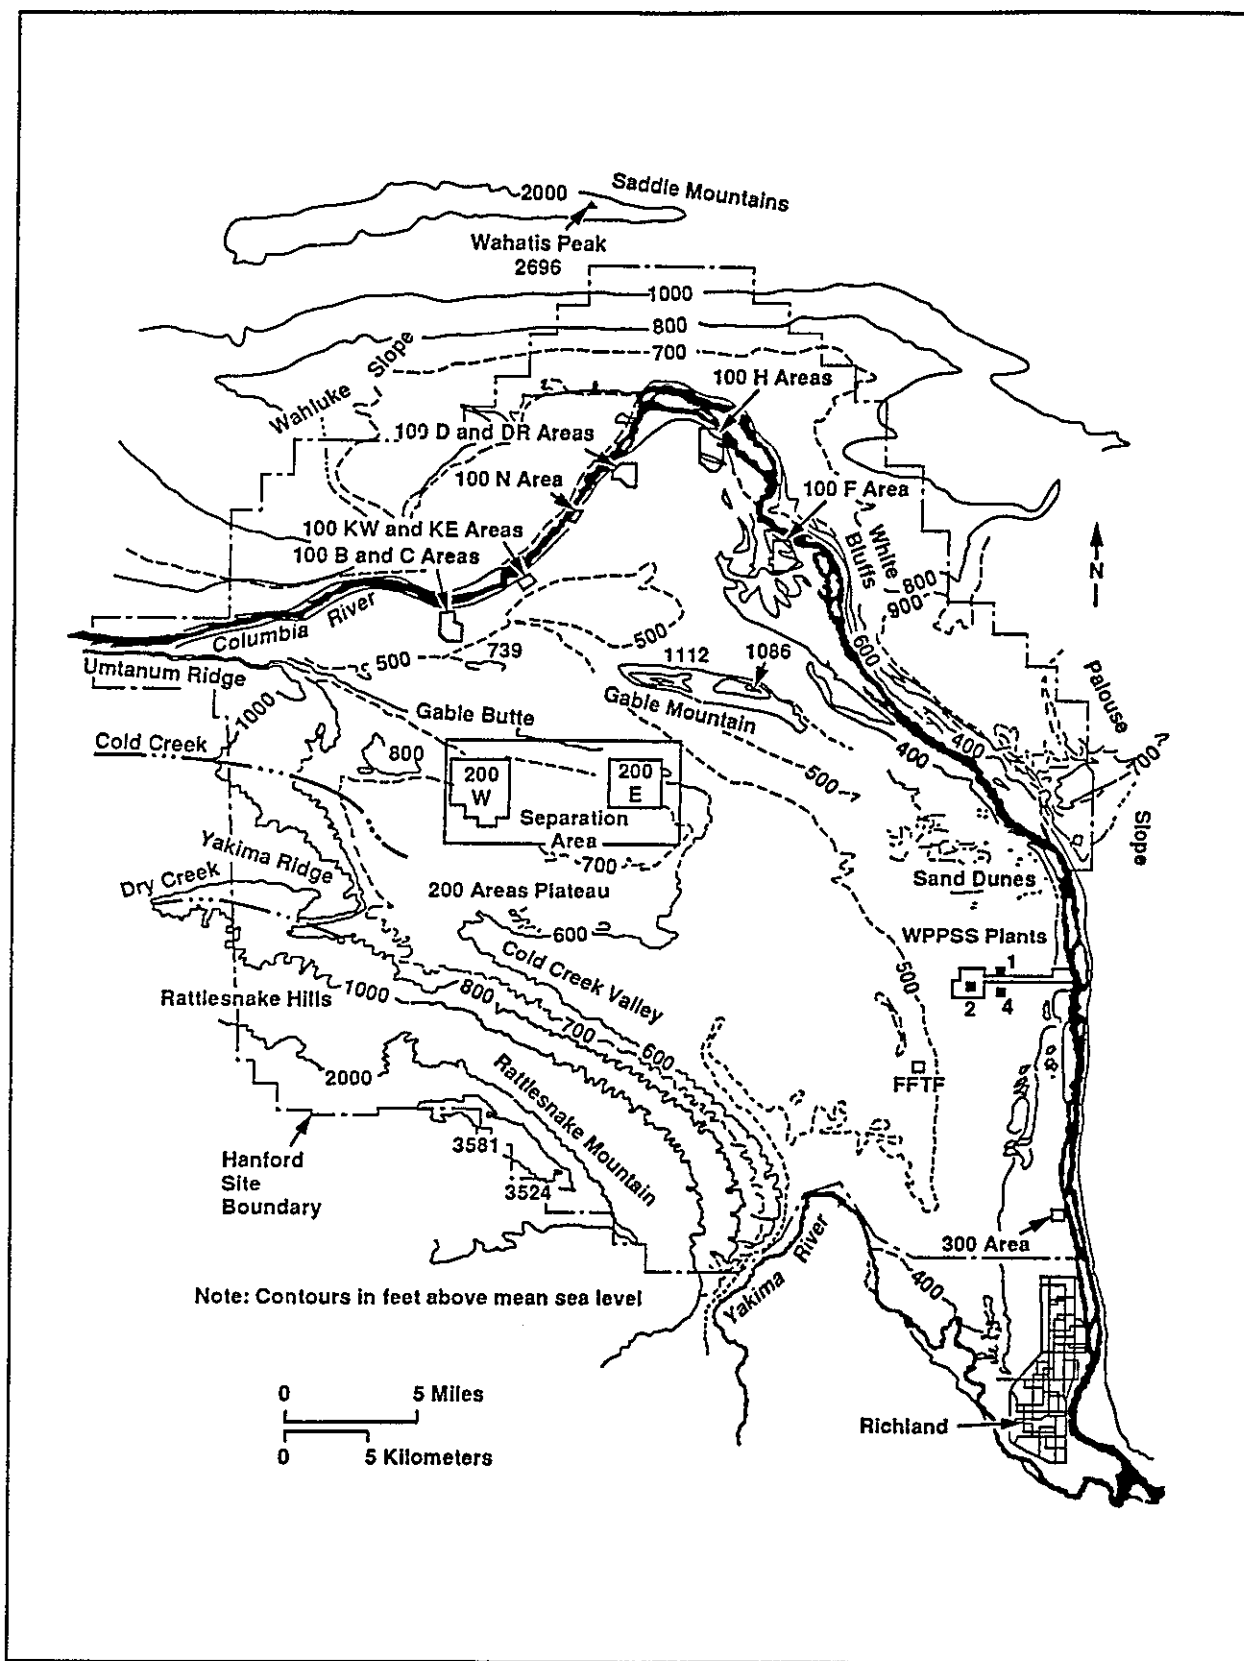 2000
Saddle Mountains
Wahatis Peak
2696
1000
800
700
Wahluke Slope
100 H Areas
100 D and DR Areas
100 N Area
100 F Area
100 KW and KE Areas
100 B and C Areas
White
Bluffs
800
900
N
Columbia River
500
739
500
1112
1086
600
Umtanum Ridge
1000
Gable Butte
Gable Mountain
400
400
Palouse
Slope
700
?
Cold Creek
800
200
W
200
E
500
?
Separation
Area
700
Yakima Ridge
Dry Creek
200 Areas Plateau
Sand Dunes
600
Cold Creek Valley
WPPSS Plants
1
2
4
500
Rattlesnake Hills
1000
800
700
600
2000
Rattlesnake Mountain
FFTF
3581
3524
Hanford
Site
Boundary
300 Area
Yakima River
400
Note: Contours in feet above mean sea level
0
5 Miles
0
5 Kilometers
Richland